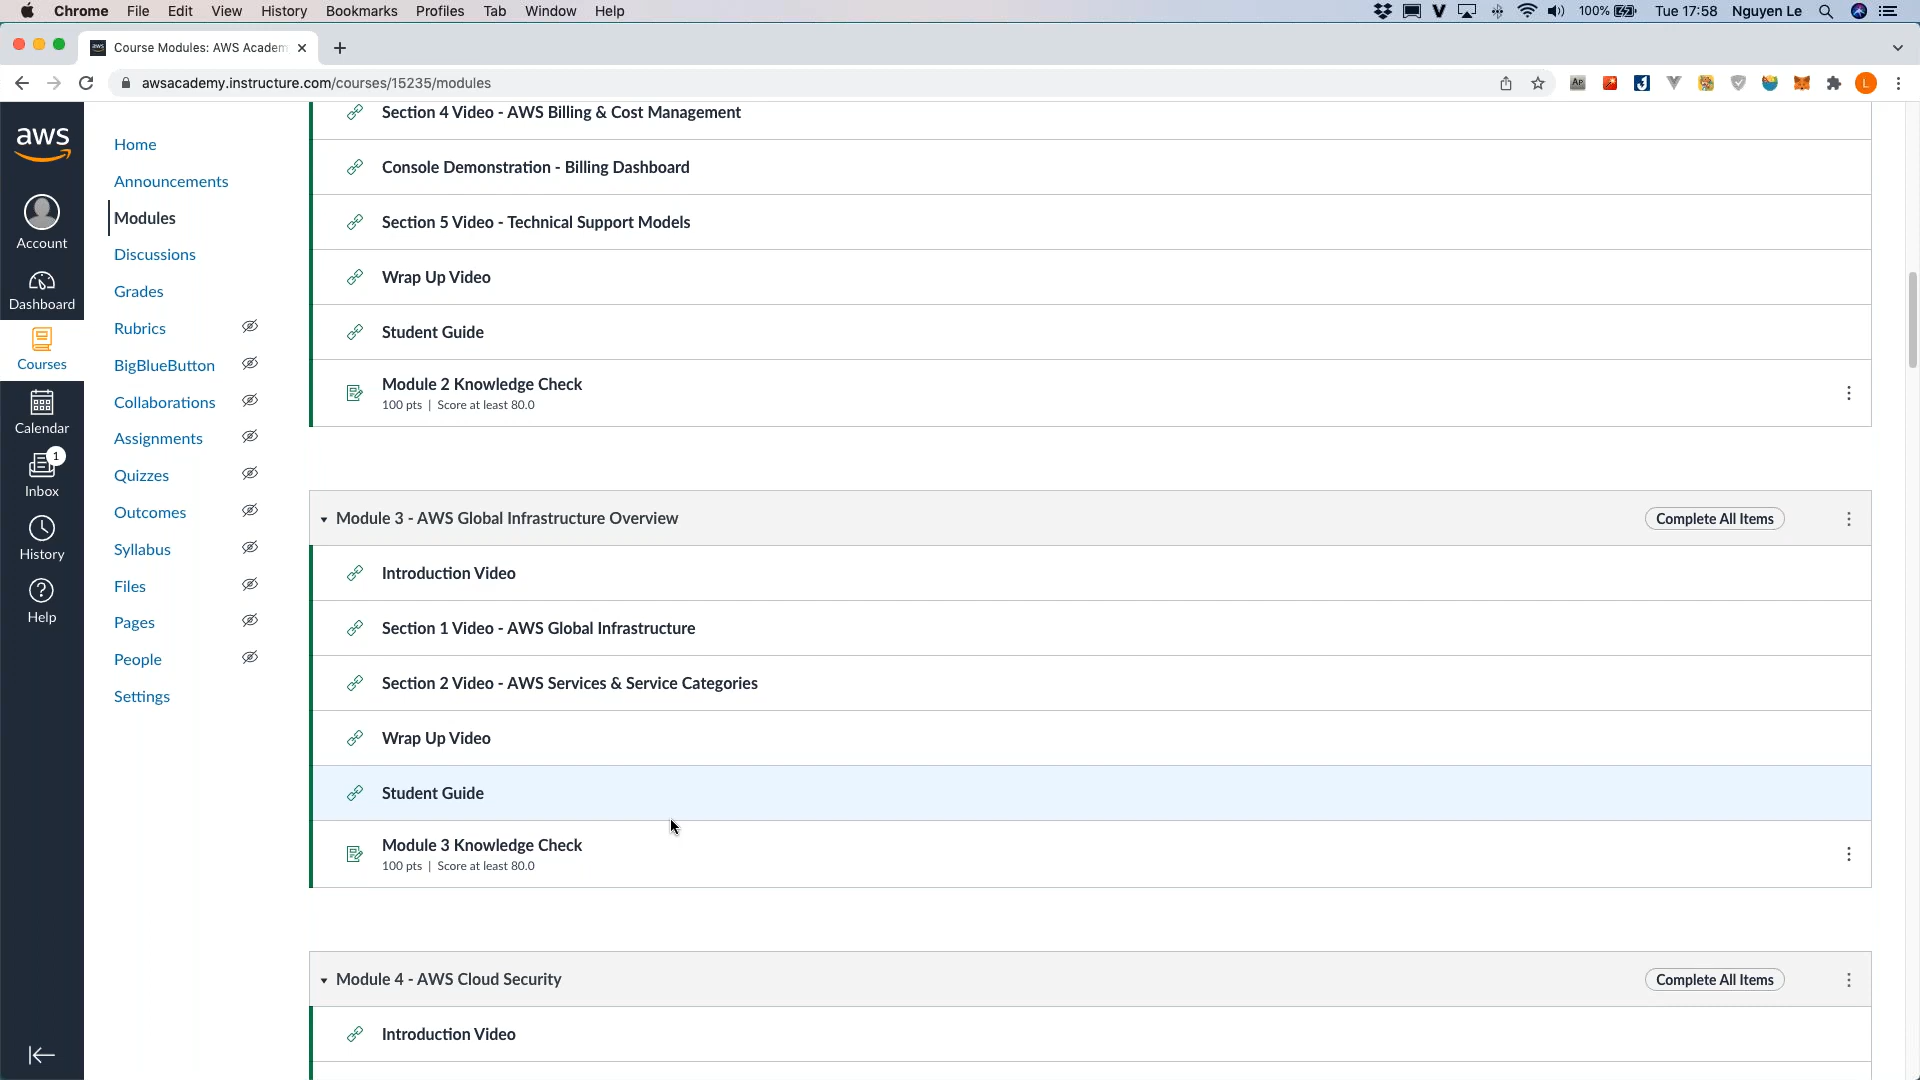 Chrome File Edit View History Bookmarks Profiles Tab Window Help 100% Tue 17:58 Nguyen Le
aws Course Modules: AWS Academ
awsacademy.instructure.com/courses/15235/modules
AP
L
aws
Account
Dashboard
Courses
Calendar
1
Inbox
History
Help
Home
Announcements
Modules
Discussions
Grades
Rubrics
BigBlueButton
Collaborations
Assignments
Quizzes
Outcomes
Syllabus
Files
Pages
People
Settings
Section 4 Video - AWS Billing & Cost Management
Console Demonstration - Billing Dashboard
Section 5 Video - Technical Support Models
Wrap Up Video
Student Guide
Module 2 Knowledge Check
100 pts | Score at least 80.0
Module 3 - AWS Global Infrastructure Overview Complete All Items
Introduction Video
Section 1 Video - AWS Global Infrastructure
Section 2 Video - AWS Services & Service Categories
Wrap Up Video
Student Guide
Module 3 Knowledge Check
100 pts | Score at least 80.0
Module 4 - AWS Cloud Security Complete All Items
Introduction Video